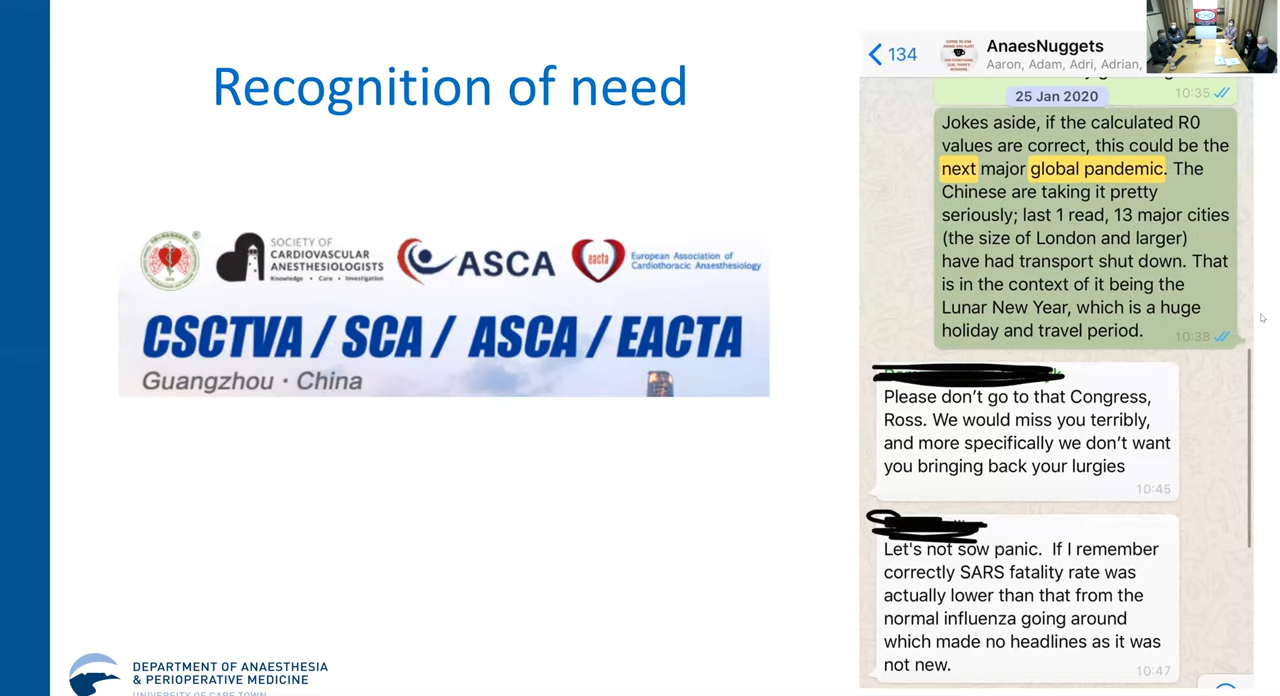 Recognition of need
SOCIETY OF
CARDIOVASCULAR
ANESTHESIOLOGISTS
Knowledge • Care • Investigation
ASCA
eacta
European Association of
Cardiothoracic Anaesthesiology
CSCTVA / SCA / ASCA / EACTA
Guangzhou · China
DEPARTMENT OF ANAESTHESIA
& PERIOPERATIVE MEDICINE
UNIVERSITY OF CAPE TOWN
134
AnaesNuggets
Aaron, Adam, Adri, Adrian,
10:35
25 Jan 2020
Jokes aside, if the calculated R0
values are correct, this could be the
next major global pandemic. The
Chinese are taking it pretty
seriously; last 1 read, 13 major cities
(the size of London and larger)
have had transport shut down. That
is in the context of it being the
Lunar New Year, which is a huge
holiday and travel period.
10:38
Please don't go to that Congress,
Ross. We would miss you terribly,
and more specifically we don't want
you bringing back your lurgies
10:45
Let's not sow panic. If I remember
correctly SARS fatality rate was
actually lower than that from the
normal influenza going around
which made no headlines as it was
not new.
10:47